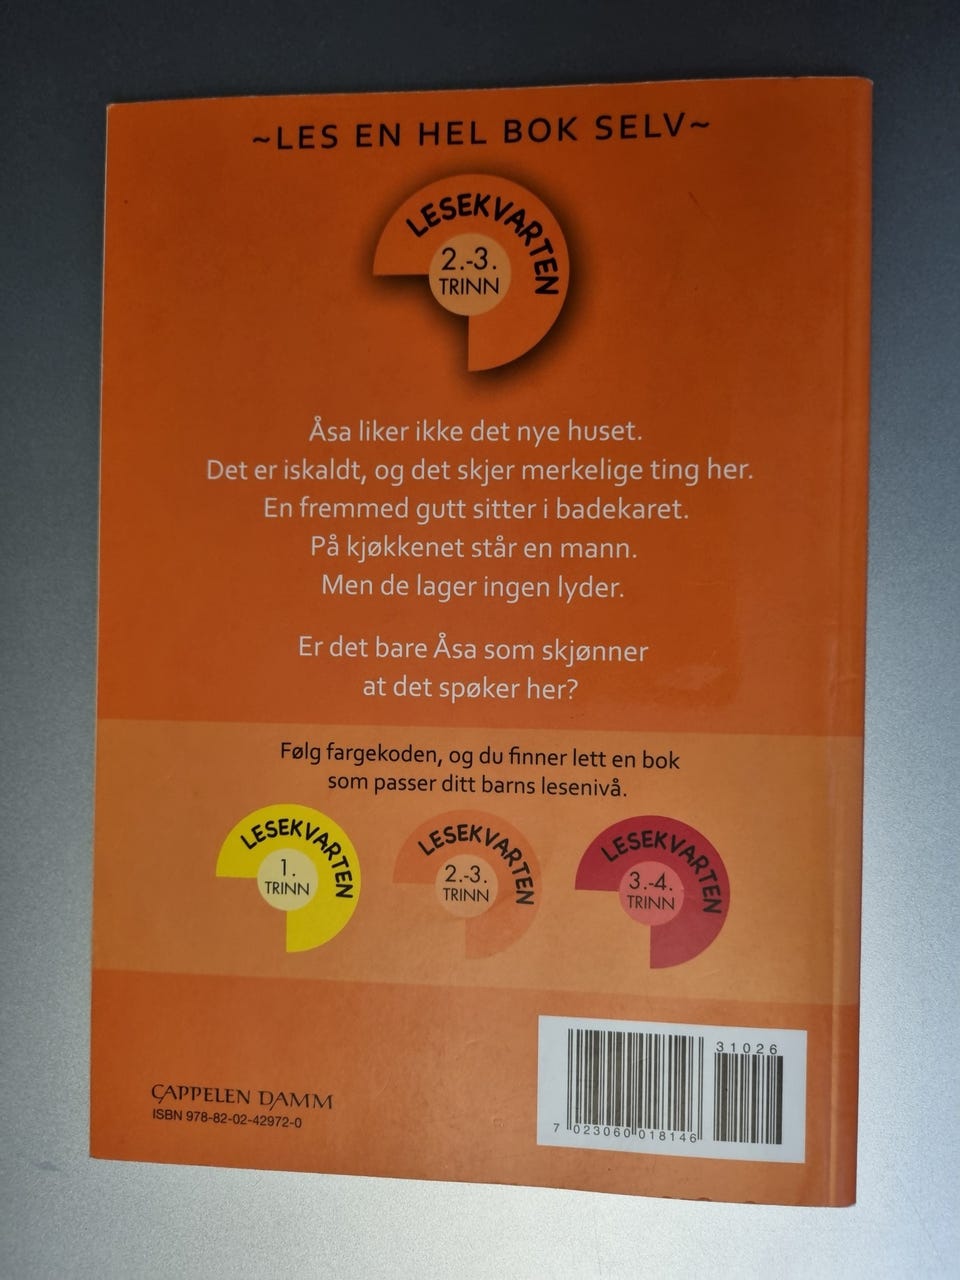 ~LES EN HEL BOK SELV~
LESEKVARTEN
2.-3.
TRINN
Åsa liker ikke det nye huset.
Det er iskaldt, og det skjer merkelige ting her.
En fremmed gutt sitter i badekaret.
På kjøkkenet står en mann.
Men de lager ingen lyder.
Er det bare Åsa som skjønner
at det spøker her?
Følg fargekoden, og du finner lett en bok
som passer ditt barns lesenivå.
LESEKVARTEN
1.
TRINN
LESEKVARTEN
2.-3.
TRINN
LESEKVARTEN
3.-4.
TRINN
CAPPELEN DAMM
ISBN 978-82-02-42972-0
31026
7 023060 018146